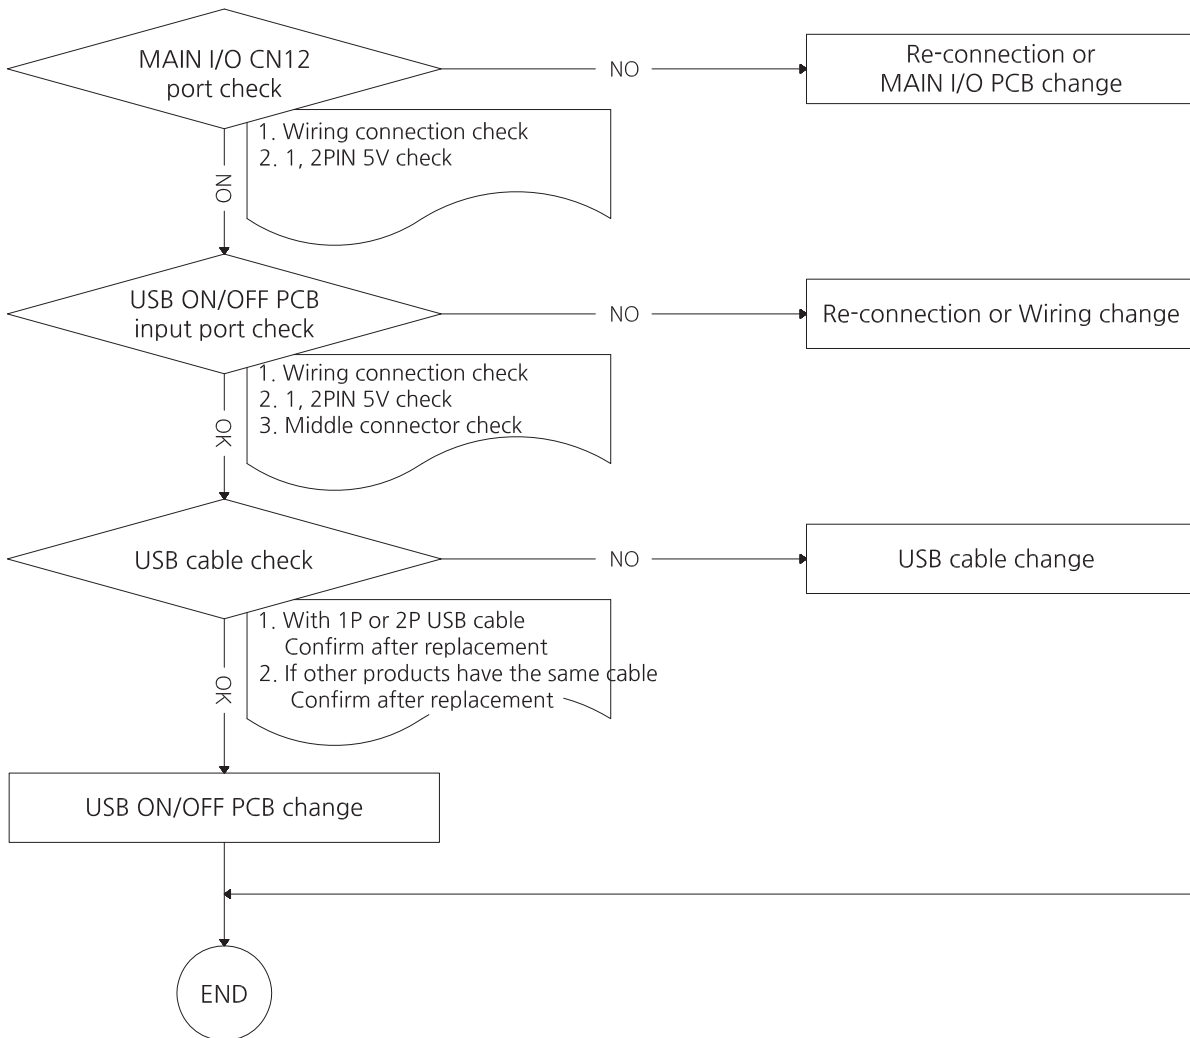 MAIN I/O CN12
port check
NO
Re-connection or
MAIN I/O PCB change
1. Wiring connection check
2. 1, 2PIN 5V check
NO
USB ON/OFF PCB
input port check
NO
Re-connection or Wiring change
1. Wiring connection check
2. 1, 2PIN 5V check
3. Middle connector check
OK
USB cable check
NO
USB cable change
1. With 1P or 2P USB cable
Confirm after replacement
2. If other products have the same cable
Confirm after replacement
OK
USB ON/OFF PCB change
END